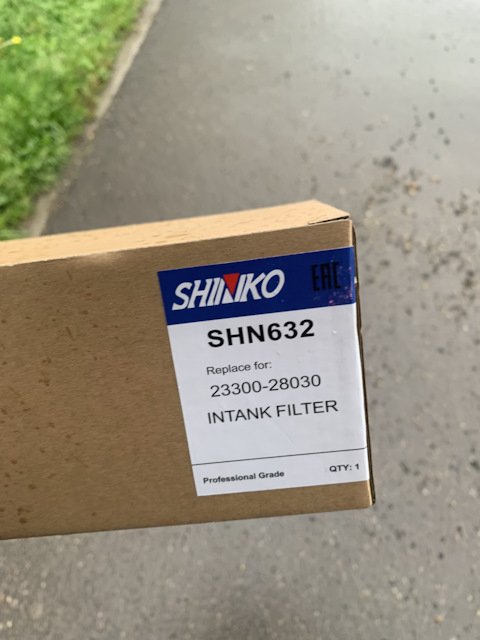 SHINKO
EAC
SHN632
Replace for:
23300-28030
INTANK FILTER
Professional Grade
QTY: 1